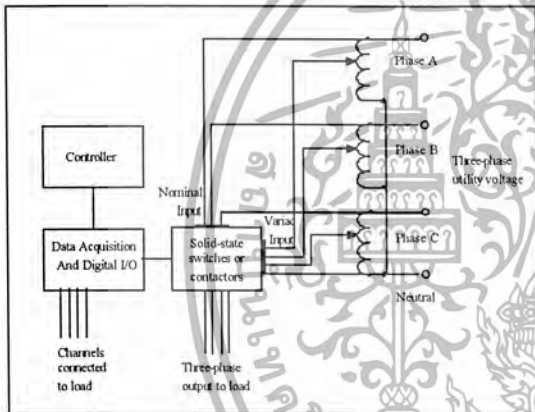 Phase A
Controller
Phase B
Three-phase
utility voltage
Nominal
Input
Variac
Input
Phase C
Data Acquisition
And Digital I/O
Solid-state
switches or
contactors
Neutral
Channels
connected
to load
Three-phase
output to load